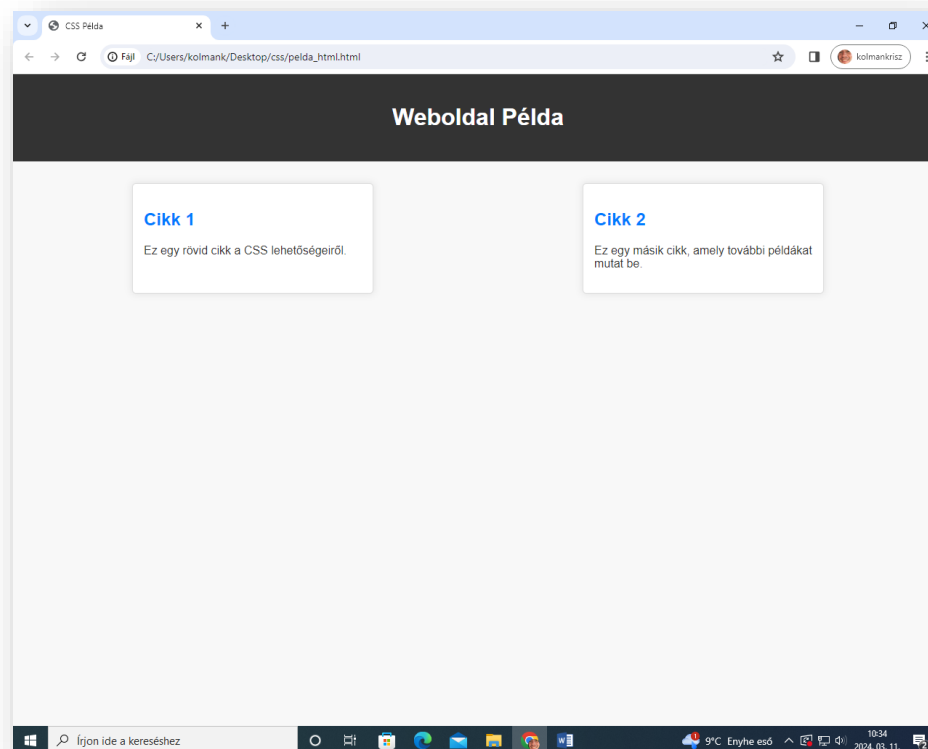 CSS Példa
Fájl C:/Users/kolmank/Desktop/css/pelda_html.html kolmankrisz
Weboldal Példa
Cikk 1
Ez egy rövid cikk a CSS lehetőségeiről.
Cikk 2
Ez egy másik cikk, amely további példákat
mutat be.
Írjon ide a kereséshez
9°C Enyhe eső
10:34
2024. 03. 11.